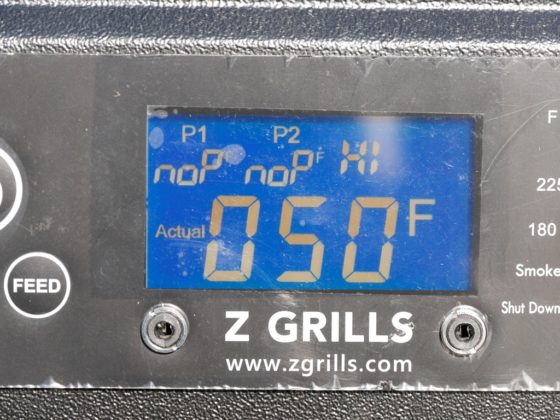 P1 P2
noP F noP F HI
Actual 050 F
FEED
Z GRILLS
www.zgrills.com
F
225
180
Smoke
Shut Down